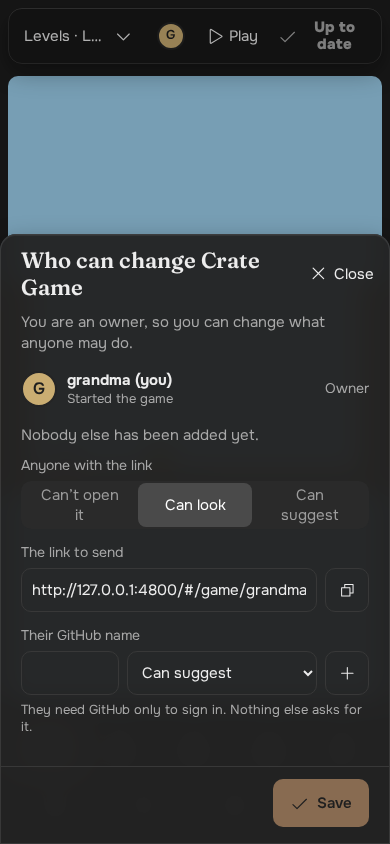 Levels · L...
G
Play
Up to
date
Who can change Crate
Game
Close
You are an owner, so you can change what
anyone may do.
G
grandma (you)
Started the game
Owner
Nobody else has been added yet.
Anyone with the link
Can't open
it
Can look
Can
suggest
The link to send
http://127.0.0.1:4800/#/game/grandma
Their GitHub name
Can suggest
They need GitHub only to sign in. Nothing else asks for
it.
Save